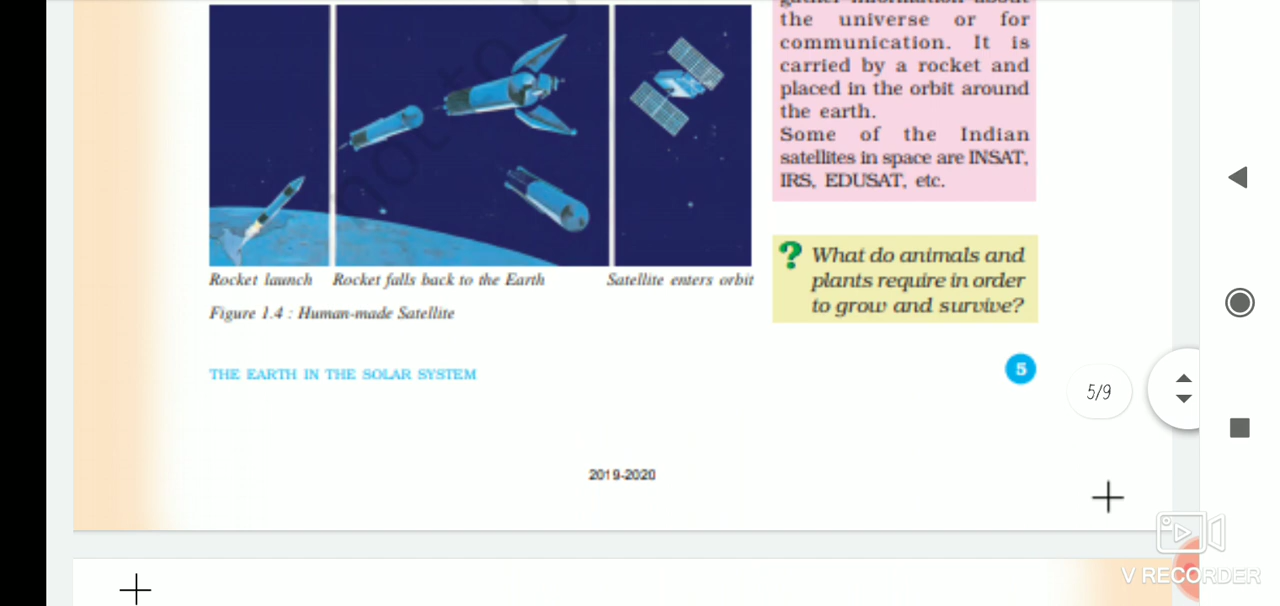 gather information about
the universe or for
communication. It is
carried by a rocket and
placed in the orbit around
the earth.
Some of the Indian
satellites in space are INSAT,
IRS, EDUSAT, etc.
Rocket launch Rocket falls back to the Earth Satellite enters orbit
Figure 1.4 : Human-made Satellite
? What do animals and
plants require in order
to grow and survive?
THE EARTH IN THE SOLAR SYSTEM
5
5/9
2019-2020
V RECORDER